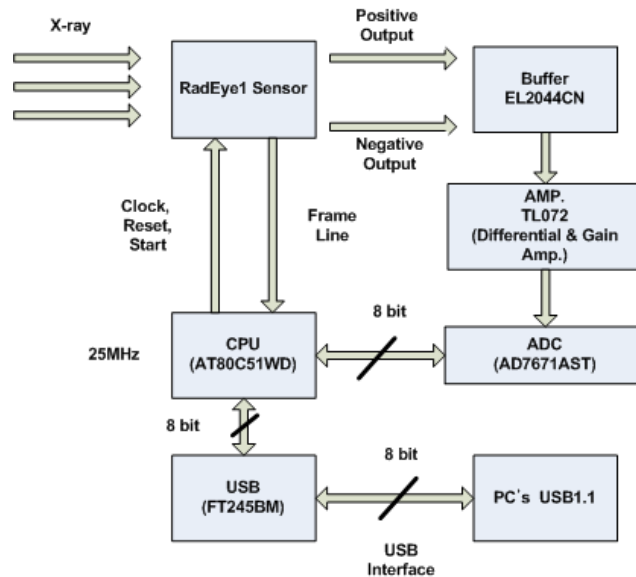 X-ray
Positive
Output
RadEye1 Sensor
Buffer
EL2044CN
Negative
Output
Clock,
Reset,
Start
Frame
Line
AMP.
TL072
(Differential & Gain
Amp.)
25MHz
CPU
(AT80C51WD)
8 bit
ADC
(AD7671AST)
8 bit
USB
(FT245BM)
8 bit
PC's USB1.1
USB
Interface